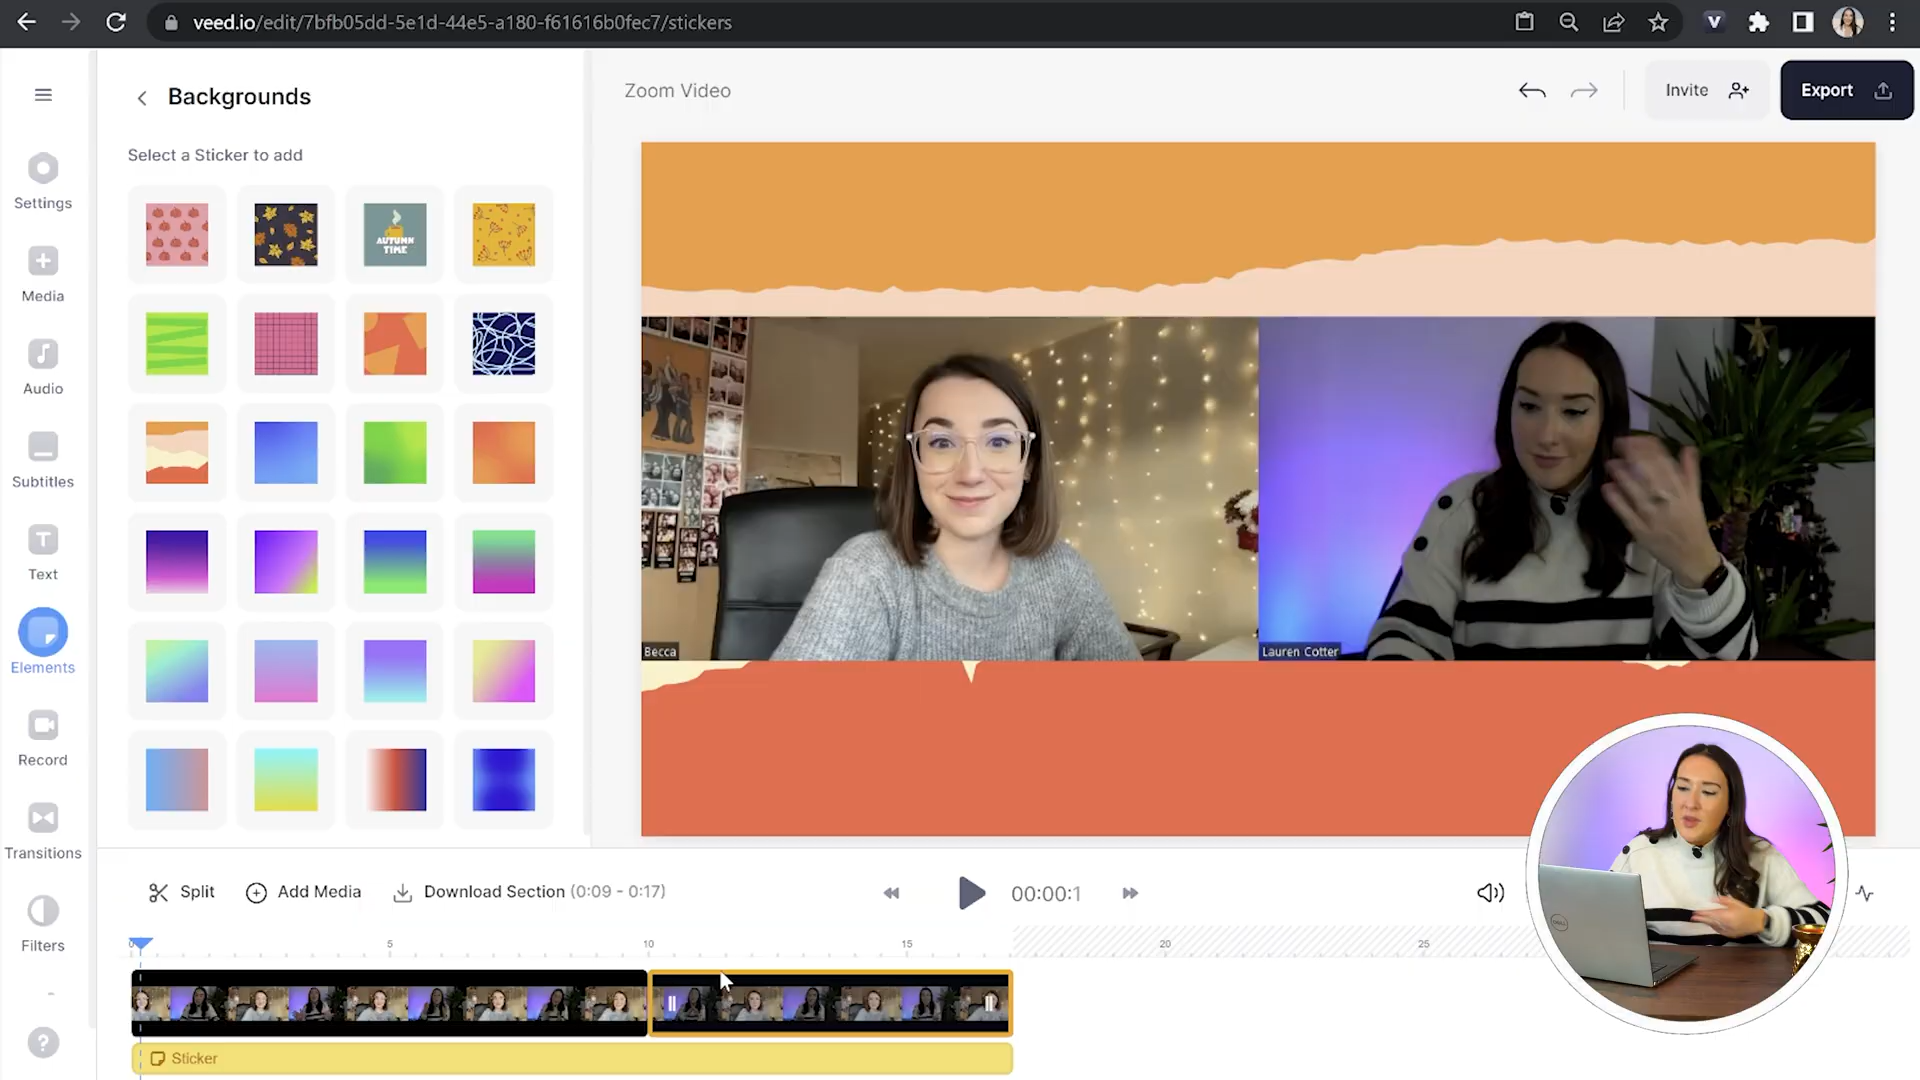 veed.io/edit/7bfb05dd-5e1d-44e5-a180-f61616b0fec7/stickers
Backgrounds
Zoom Video
Invite
Export
Select a Sticker to add
Settings
Media
Audio
Subtitles
Text
Elements
Record
Transitions
Filters
AUTUMN
TIME
Becca
Lauren Cotter
Split
Add Media
Download Section (0:09 - 0:17)
00:00:1
5
10
15
20
25
Sticker